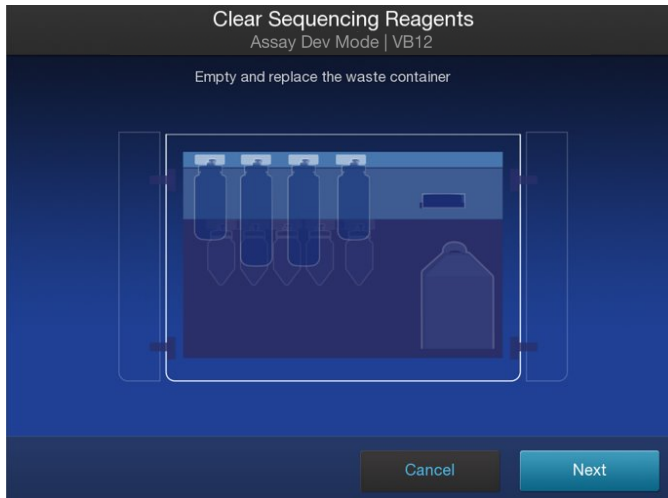 Clear Sequencing Reagents
Assay Dev Mode | VB12
Empty and replace the waste container
Cancel
Next